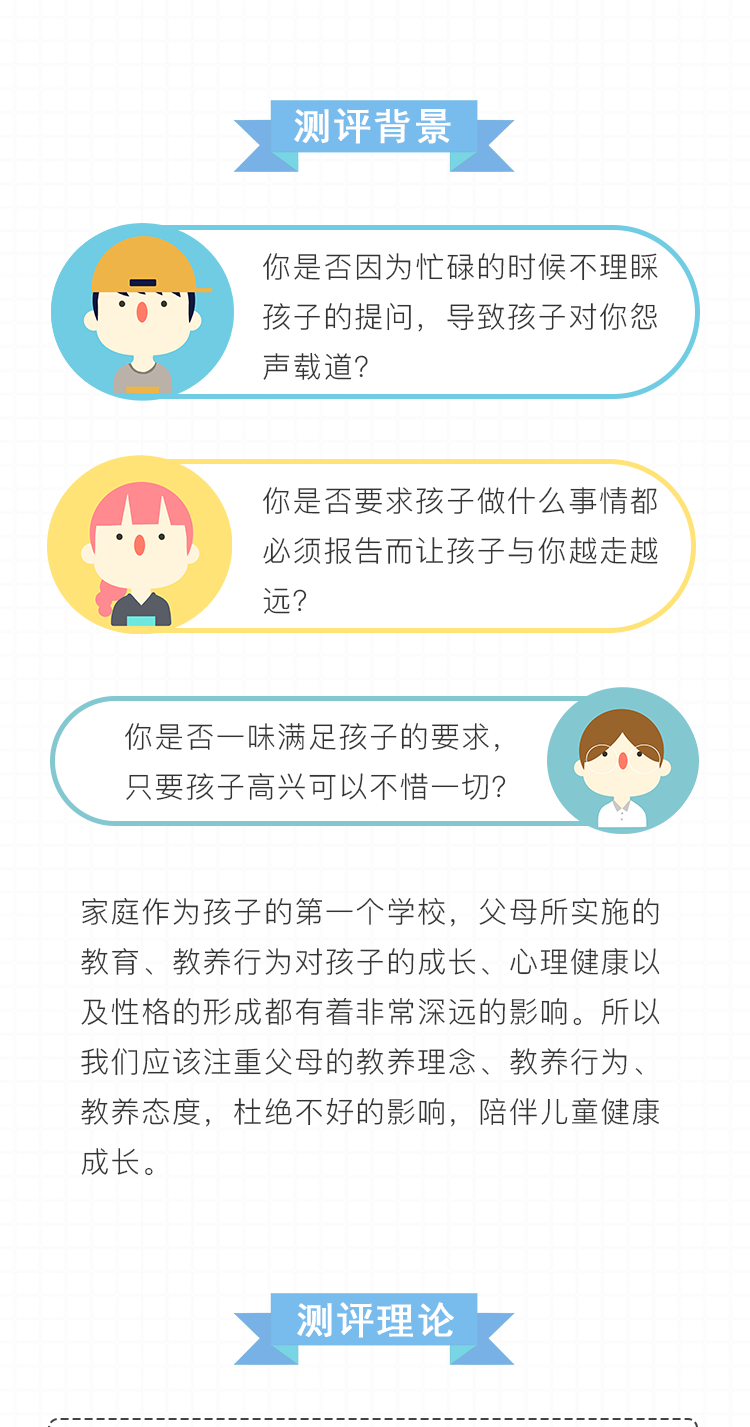 测评背景
你是否因为忙碌的时候不理睬
孩子的提问，导致孩子对你怨
声载道？
你是否要求孩子做什么事情都
必须报告而让孩子与你越走越
远？
你是否一味满足孩子的要求，
只要孩子高兴可以不惜一切？
家庭作为孩子的第一个学校，父母所实施的
教育、教养行为对孩子的成长、心理健康以
及性格的形成都有着非常深远的影响。所以
我们应该注重父母的教养理念、教养行为、
教养态度，杜绝不好的影响，陪伴儿童健康
成长。
测评理论